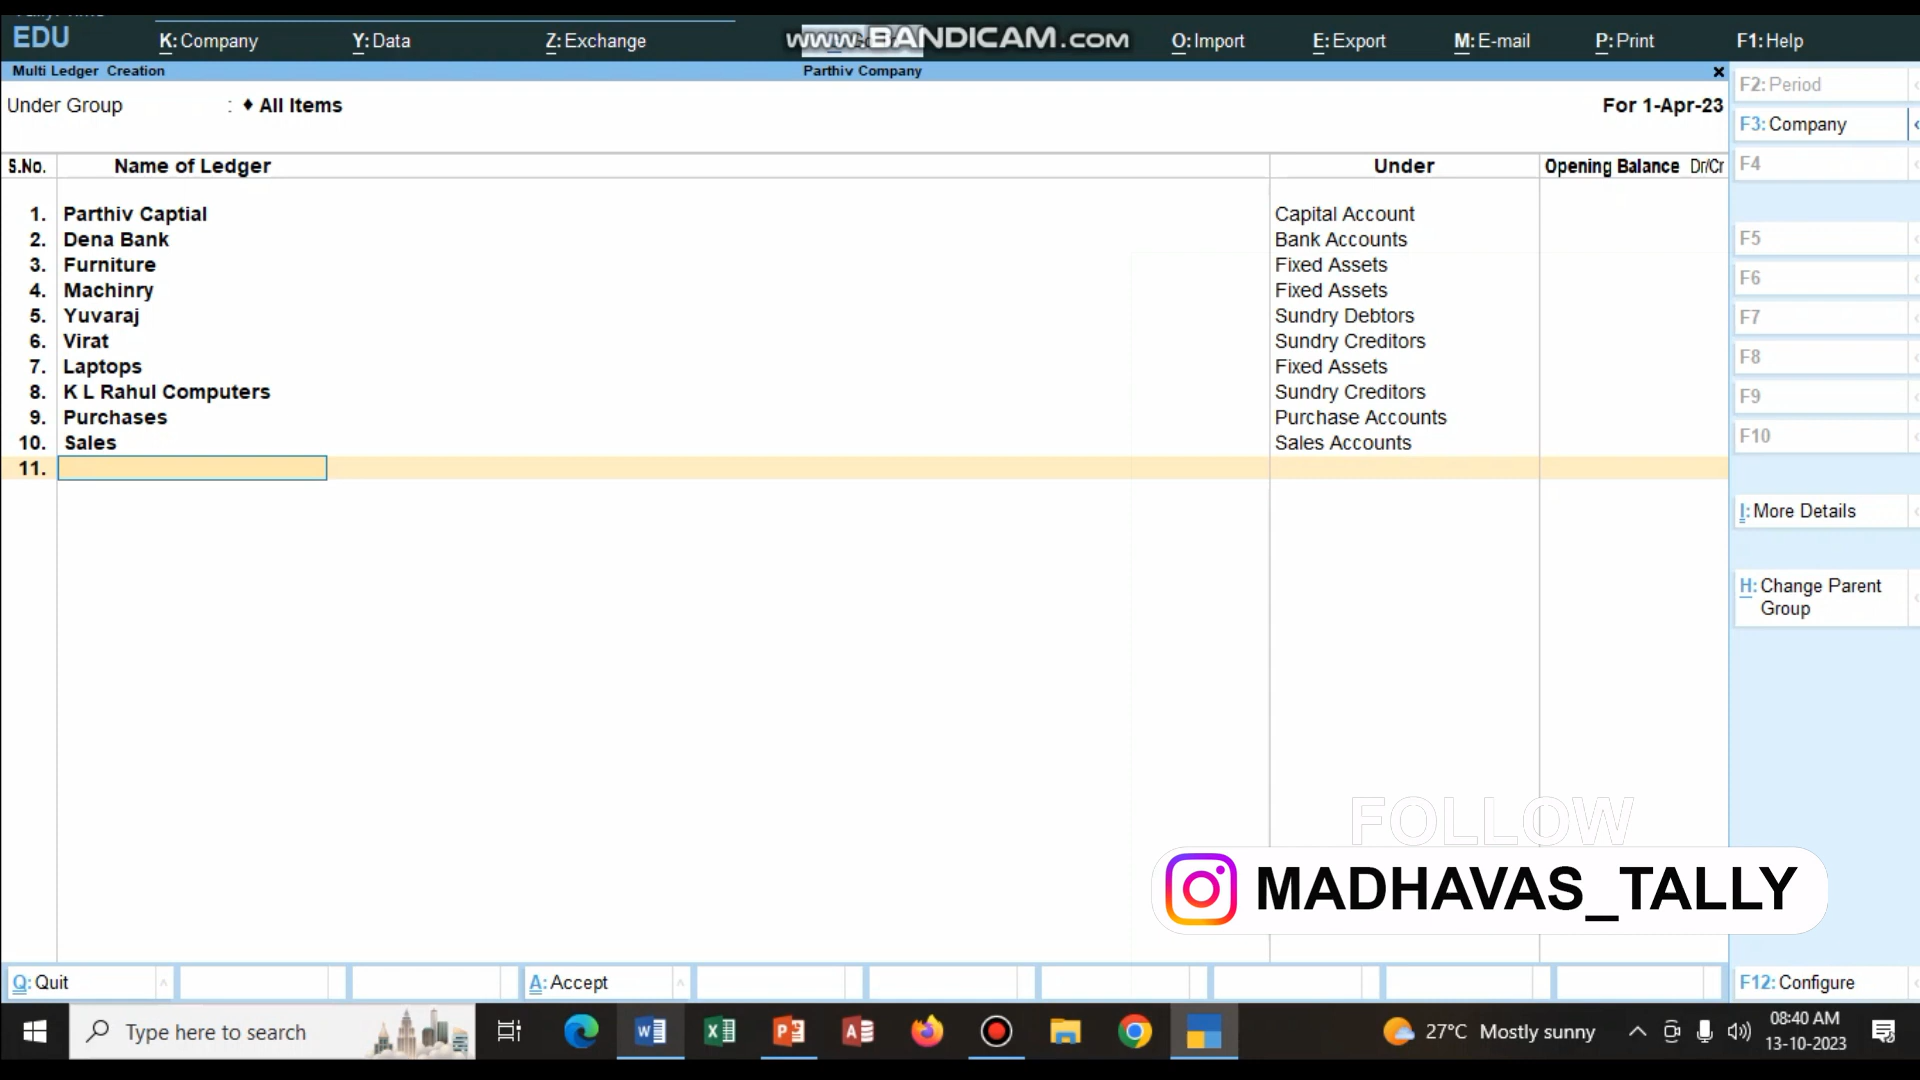 EDU
K: Company
Y: Data
Z: Exchange
www.BANDICAM.com
O: Import
E: Export
M: E-mail
P: Print
F1: Help
Multi Ledger Creation
Parthiv Company
Under Group : ♦ All Items
For 1-Apr-23
S.No. Name of Ledger Under Opening Balance Dr/Cr
1. Parthiv Captial Capital Account
2. Dena Bank Bank Accounts
3. Furniture Fixed Assets
4. Machinry Fixed Assets
5. Yuvaraj Sundry Debtors
6. Virat Sundry Creditors
7. Laptops Fixed Assets
8. K L Rahul Computers Sundry Creditors
9. Purchases Purchase Accounts
10. Sales Sales Accounts
11.
F2: Period
F3: Company
F4
F5
F6
F7
F8
F9
F10
I: More Details
H: Change Parent
Group
FOLLOW
MADHAVAS_TALLY
Q: Quit
A: Accept
F12: Configure
Type here to search
27°C Mostly sunny
08:40 AM
13-10-2023